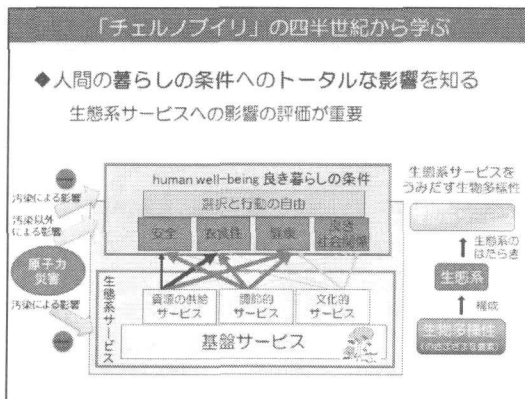 「チェルノブイリ」の四半世紀から学ぶ
◆人間の暮らしの条件へのトータルな影響を知る
生態系サービスへの影響の評価が重要
human well-being 良き暮らしの条件
選択と行動の自由
安全
健康
良き
社会関係
汚染による影響
汚染以外
による影響
原子力
災害
汚染による影響
生態系サービス
資源の供給
サービス
調節的
サービス
文化的
サービス
基盤サービス
生態系サービスを
うみだす生物多様性
生態系の
はたらき
生態系
構成
生物多様性